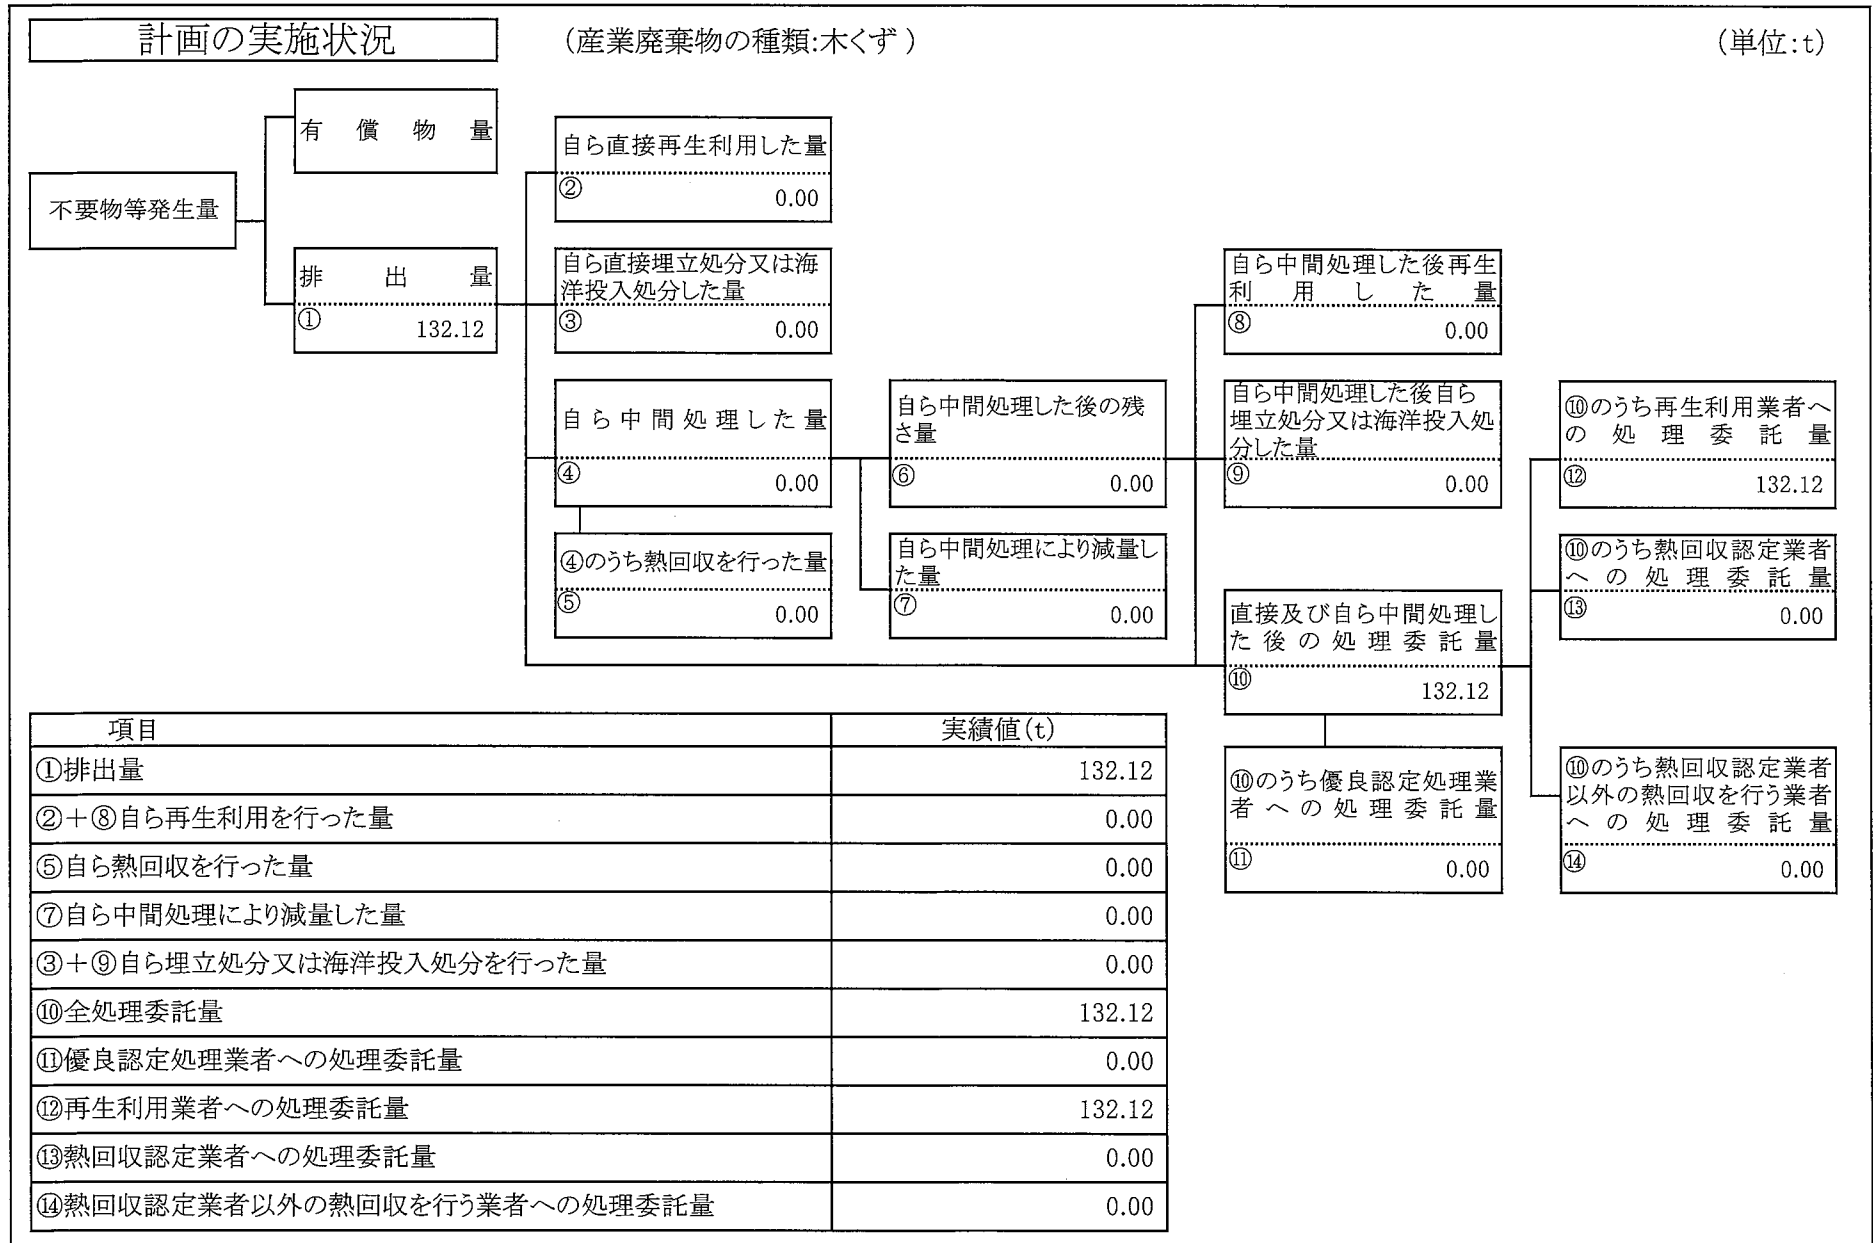 計画の実施状況
（産業廃棄物の種類:木くず ）
（単位:t）
有償物量
不要物等発生量
排出量
①
132.12
自ら直接再生利用した量
②
0.00
自ら直接埋立処分又は海
洋投入処分した量
③
0.00
自ら中間処理した量
④
0.00
④のうち熱回収を行った量
⑤
0.00
自ら中間処理した後の残
さ量
⑥
0.00
自ら中間処理により減量し
た量
⑦
0.00
自ら中間処理した後再生
利用した量
⑧
0.00
自ら中間処理した後自ら
埋立処分又は海洋投入処
分した量
⑨
0.00
直接及び自ら中間処理し
た後の処理委託量
⑩
132.12
⑩のうち優良認定処理業
者への処理委託量
⑪
0.00
⑩のうち再生利用業者へ
の処理委託量
⑫
132.12
⑩のうち熱回収認定業者
への処理委託量
⑬
0.00
⑩のうち熱回収認定業者
以外の熱回収を行う業者
への処理委託量
⑭
0.00
項目 実績値(t)
①排出量 132.12
②＋⑧自ら再生利用を行った量 0.00
⑤自ら熱回収を行った量 0.00
⑦自ら中間処理により減量した量 0.00
③＋⑨自ら埋立処分又は海洋投入処分を行った量 0.00
⑩全処理委託量 132.12
⑪優良認定処理業者への処理委託量 0.00
⑫再生利用業者への処理委託量 132.12
⑬熱回収認定業者への処理委託量 0.00
⑭熱回収認定業者以外の熱回収を行う業者への処理委託量 0.00